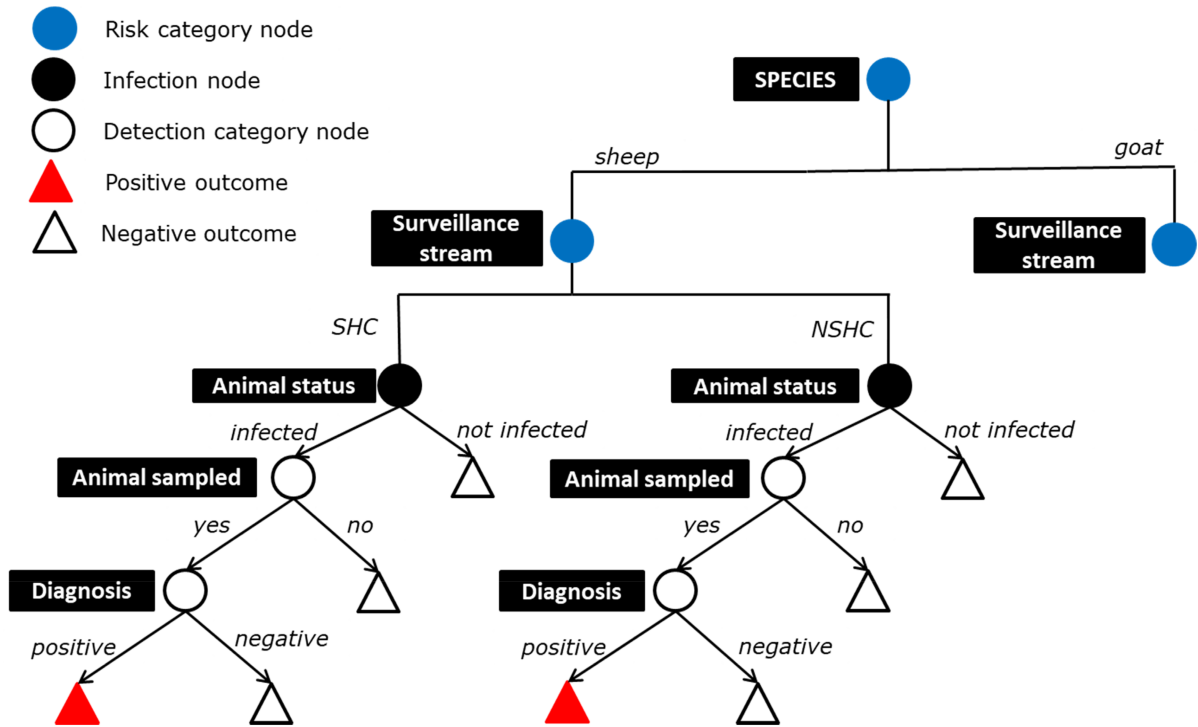 Risk category node
Infection node
Detection category node
Positive outcome
Negative outcome
SPECIES
sheep
goat
Surveillance
stream
Surveillance
stream
SHC
NSHC
Animal status
Animal status
infected
not infected
infected
not infected
Animal sampled
Animal sampled
yes
no
yes
no
Diagnosis
Diagnosis
positive
negative
positive
negative